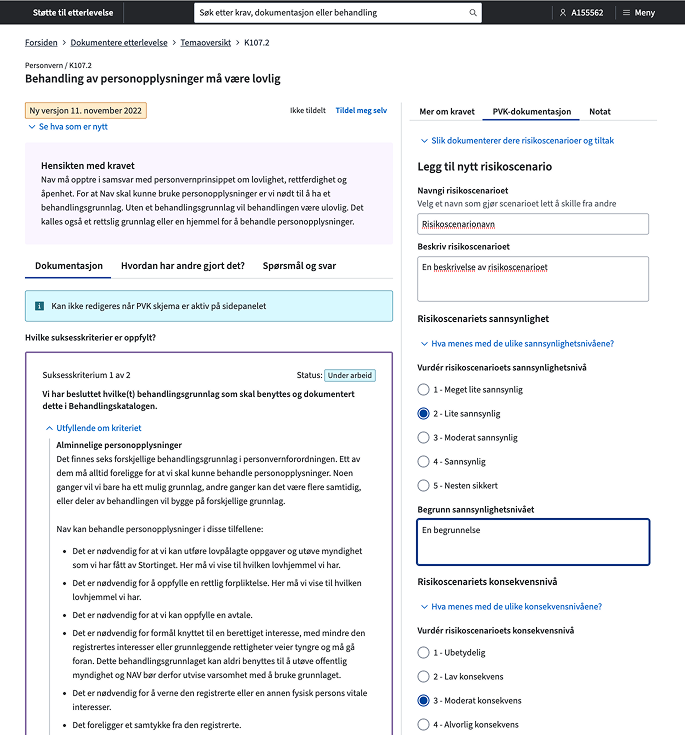 Støtte til etterlevelse
Søk etter krav, dokumentasjon eller behandling
A155562
Meny
Forsiden > Dokumentere etterlevelse > Temaoversikt > K107.2
Personvern / K107.2
Behandling av personopplysninger må være lovlig
Ny versjon 11. november 2022
Ikke tildelt
Tildel meg selv
Se hva som er nytt
Hensikten med kravet
Nav må opptre i samsvar med personvernprinsippet om lovlighet, rettferdighet og
åpenhet. For at Nav skal kunne bruke personopplysninger er vi nødt til å ha et
behandlingsgrunnlag. Uten et behandlingsgrunnlag vil behandlingen være ulovlig. Det
kalles også et rettslig grunnlag eller en hjemmel for å behandle personopplysninger.
Dokumentasjon
Hvordan har andre gjort det?
Spørsmål og svar
Kan ikke redigeres når PVK skjema er aktiv på sidepanelet
Hvilke suksesskriterier er oppfylt?
Suksesskriterium 1 av 2
Status: Under arbeid
Vi har besluttet hvilke(t) behandlingsgrunnlag som skal benyttes og dokumentert
dette i Behandlingskatalogen.
Utfyllende om kriteriet
Alminnelige personopplysninger
Det finnes seks forskjellige behandlingsgrunnlag i personvernforordningen. Ett av
dem må alltid foreligge for at vi skal kunne behandle personopplysninger. Noen
ganger vil vi bare ha ett mulig grunnlag, andre ganger kan det være flere samtidig,
eller deler av behandlingen vil bygge på forskjellige grunnlag.
Nav kan behandle personopplysninger i disse tilfellene:
• Det er nødvendig for at vi kan utføre lovpålagte oppgaver og utøve myndighet
som vi har fått av Stortinget. Her må vi vise til hvilken lovhjemmel vi har.
• Det er nødvendig for å oppfylle en rettlig forpliktelse. Her må vi vise til hvilken
lovhjemmel vi har.
• Det er nødvendig for at vi kan oppfylle en avtale.
• Det er nødvendig for formål knyttet til en berettiget interesse, med mindre den
registrertes interesser eller grunnleggende rettigheter veier tyngre og må gå
foran. Dette behandlingsgrunnlaget kan aldri benyttes til å utøve offentlig
myndighet og NAV bør derfor utvise varsomhet med å bruke grunnlaget.
• Det er nødvendig for å verne den registrerte eller en annen fysisk persons vitale
interesser.
• Det foreligger et samtykke fra den registrerte.
Mer om kravet
PVK-dokumentasjon
Notat
Slik dokumenterer dere risikoscenarioer og tiltak
Legg til nytt risikoscenario
Navngi risikoscenarioet
Velg et navn som gjør scenarioet lett å skille fra andre
Risikoscenarionavn
Beskriv risikoscenarioet
En beskrivelse av risikoscenarioet
Risikoscenariets sannsynlighet
Hva menes med de ulike sannsynlighetsnivåene?
Vurdér risikoscenarioets sannsynlighetsnivå
1 - Meget lite sannsynlig
2 - Lite sannsynlig
3 - Moderat sannsynlig
4 - Sannsynlig
5 - Nesten sikkert
Begrunn sannsynlighetsnivået
En begrunnelse
Risikoscenariets konsekvensnivå
Hva menes med de ulike konsekvensnivåene?
Vurdér risikoscenarioets konsekvensnivå
1 - Ubetydelig
2 - Lav konsekvens
3 - Moderat konsekvens
4 - Alvorlig konsekvens